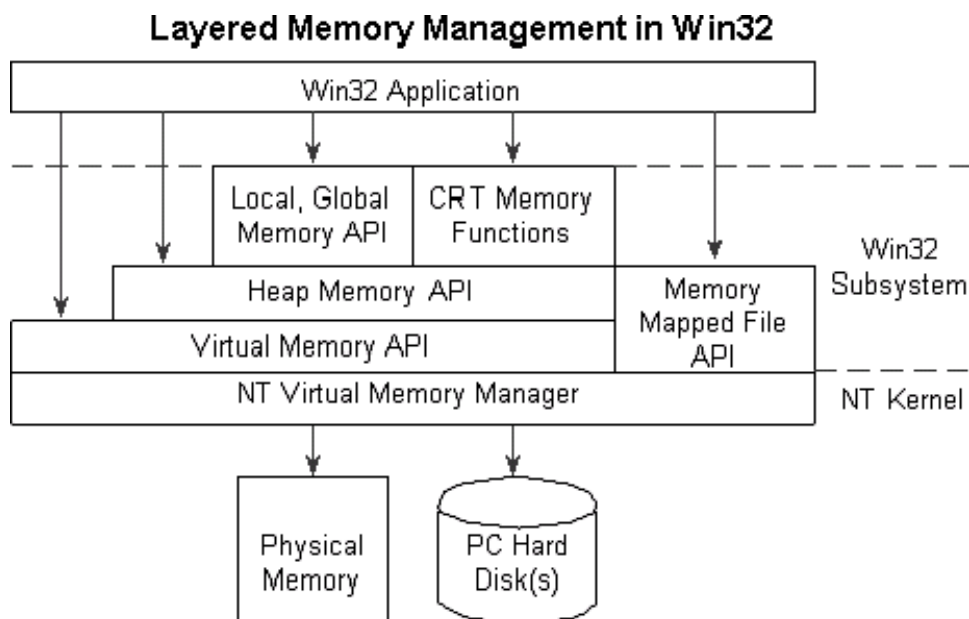 Layered Memory Management in Win32
Win32 Application
Local, Global
Memory API
CRT Memory
Functions
Heap Memory API
Memory
Mapped File
API
Virtual Memory API
Win32
Subsystem
NT Virtual Memory Manager
NT Kernel
Physical
Memory
PC Hard
Disk(s)